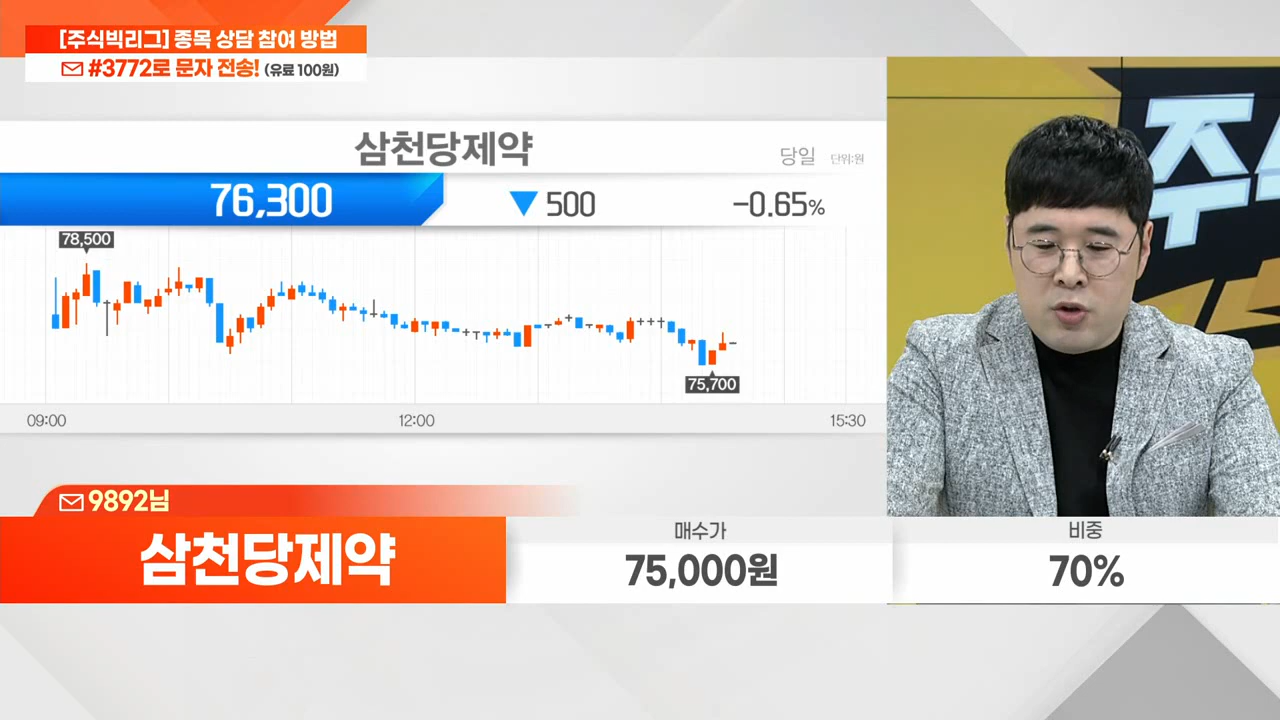 [주식빅리그] 종목 상담 참여 방법
#3772로 문자 전송! (유료 100원)
삼천당제약
당일 단위:원
76,300 ▼ 500 -0.65%
78,500
75,700
09:00 12:00 15:30
9892님
삼천당제약
매수가
75,000원
비중
70%